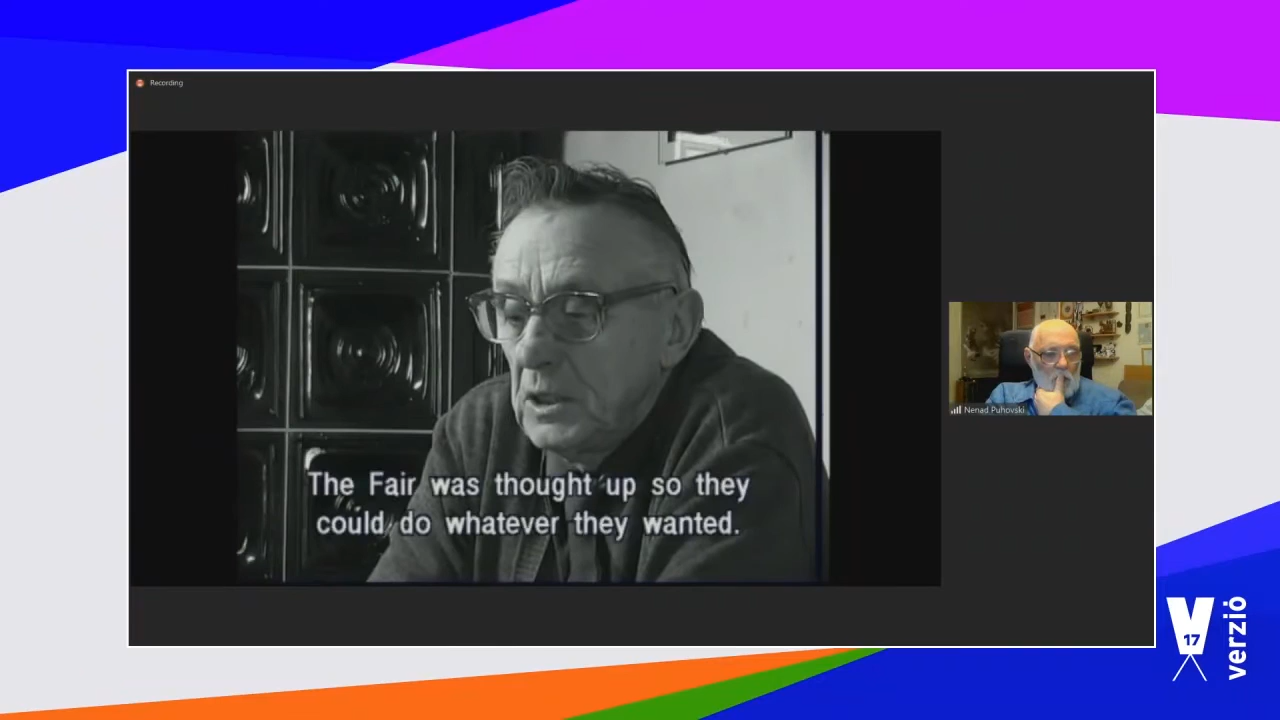 Recording
The Fair was thought up so they
could do whatever they wanted.
Nenad Puhovski
17
verzió